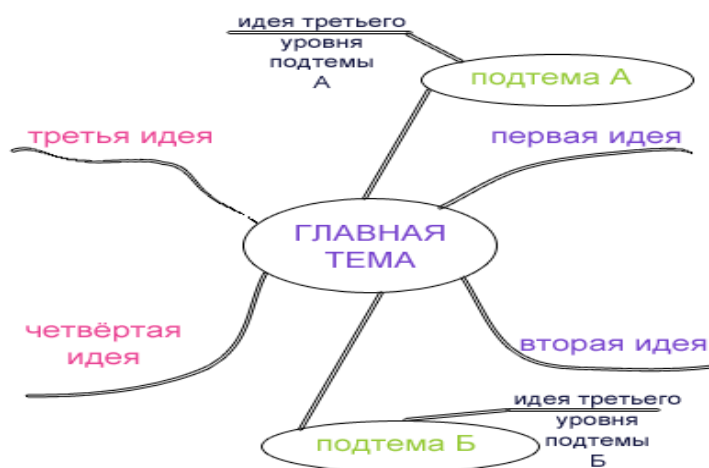 идея третьего
уровня
подтемы
А
подтема А
третья идея
первая идея
ГЛАВНАЯ
ТЕМА
четвёртая
идея
вторая идея
идея третьего
уровня
подтемы
Б
подтема Б